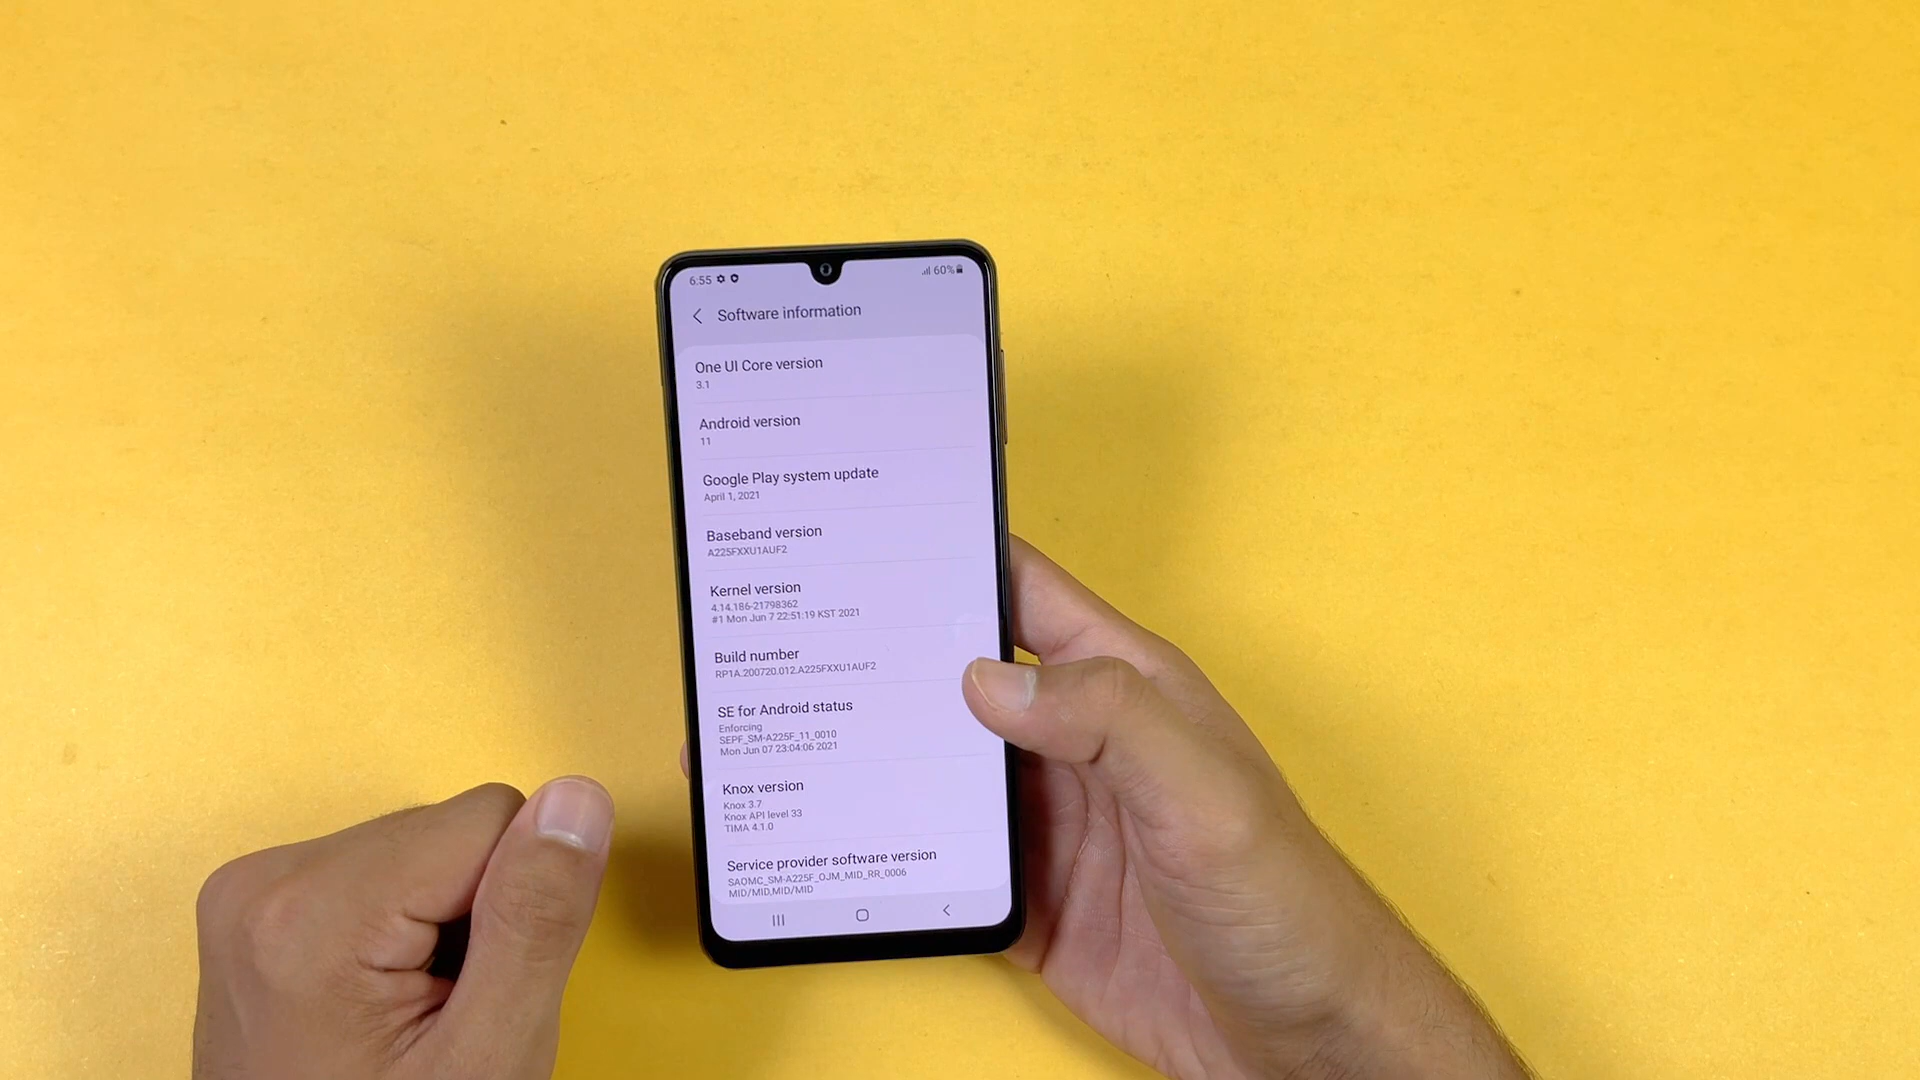 6:55
60%
Software information
One UI Core version
3.1
Android version
11
Google Play system update
April 1, 2021
Baseband version
A225FXXU1AUF2
Kernel version
4.14.186-21798362
#1 Mon Jun 7 22:51:19 KST 2021
Build number
RP1A.200720.012.A225FXXU1AUF2
SE for Android status
Enforcing
SEPF_SM-A225F_11_0010
Mon Jun 07 23:04:06 2021
Knox version
Knox 3.7
Knox API level 33
TIMA 4.1.0
Service provider software version
SAOMC_SM-A225F_OJM_MID_RR_0006
MID/MID,MID/MID